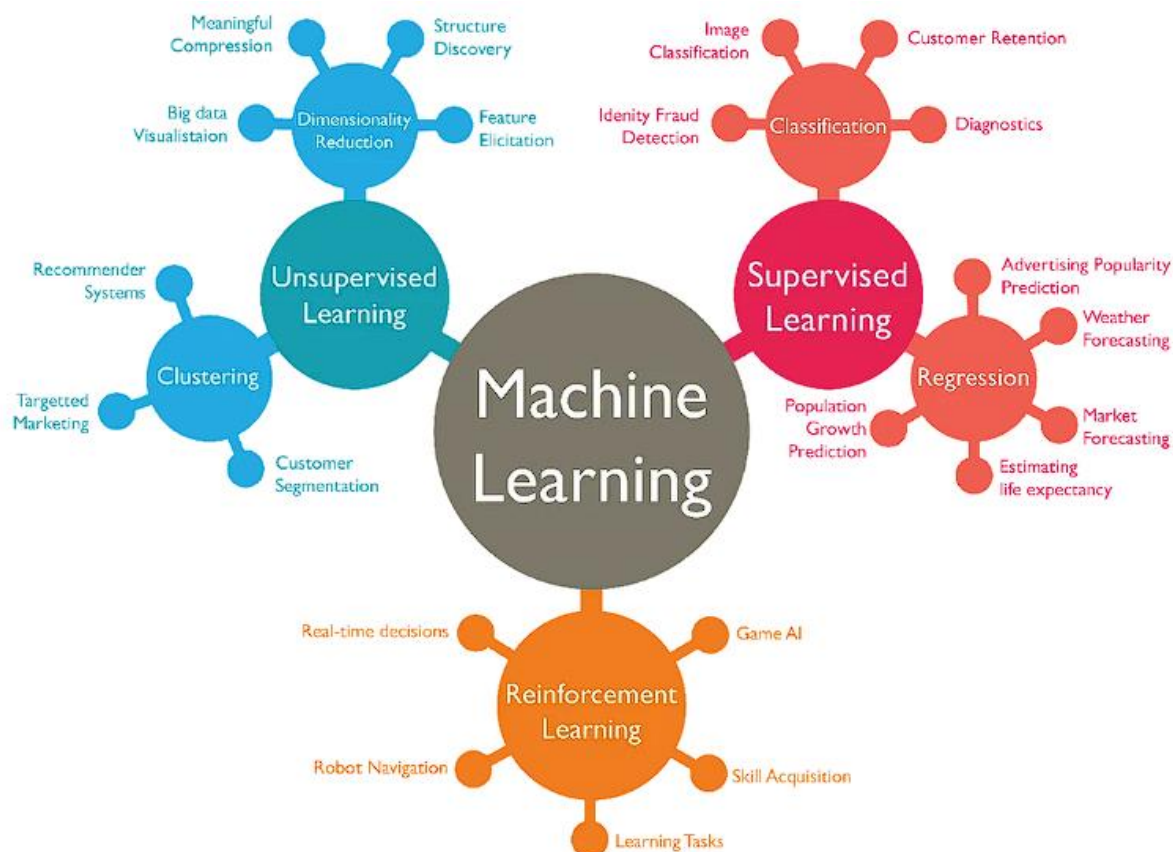 Meaningful
Compression
Structure
Discovery
Big data
Visualistaion
Dimensionality
Reduction
Feature
Elicitation
Image
Classification
Customer Retention
Idenity Fraud
Detection
Classification
Diagnostics
Recommender
Systems
Unsupervised
Learning
Clustering
Targetted
Marketing
Customer
Segmentation
Machine
Learning
Supervised
Learning
Advertising Popularity
Prediction
Weather
Forecasting
Regression
Population
Growth
Prediction
Market
Forecasting
Estimating
life expectancy
Real-time decisions
Game AI
Reinforcement
Learning
Robot Navigation
Skill Acquisition
Learning Tasks